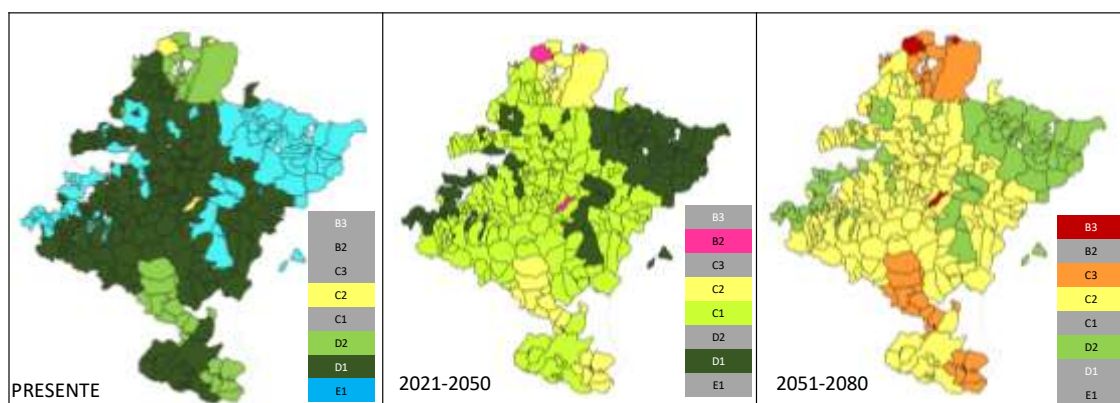 B3
B2
C3
C2
C1
D2
D1
E1
PRESENTE
B3
B2
C3
C2
C1
D2
D1
E1
2021-2050
B3
B2
C3
C2
C1
D2
D1
E1
2051-2080